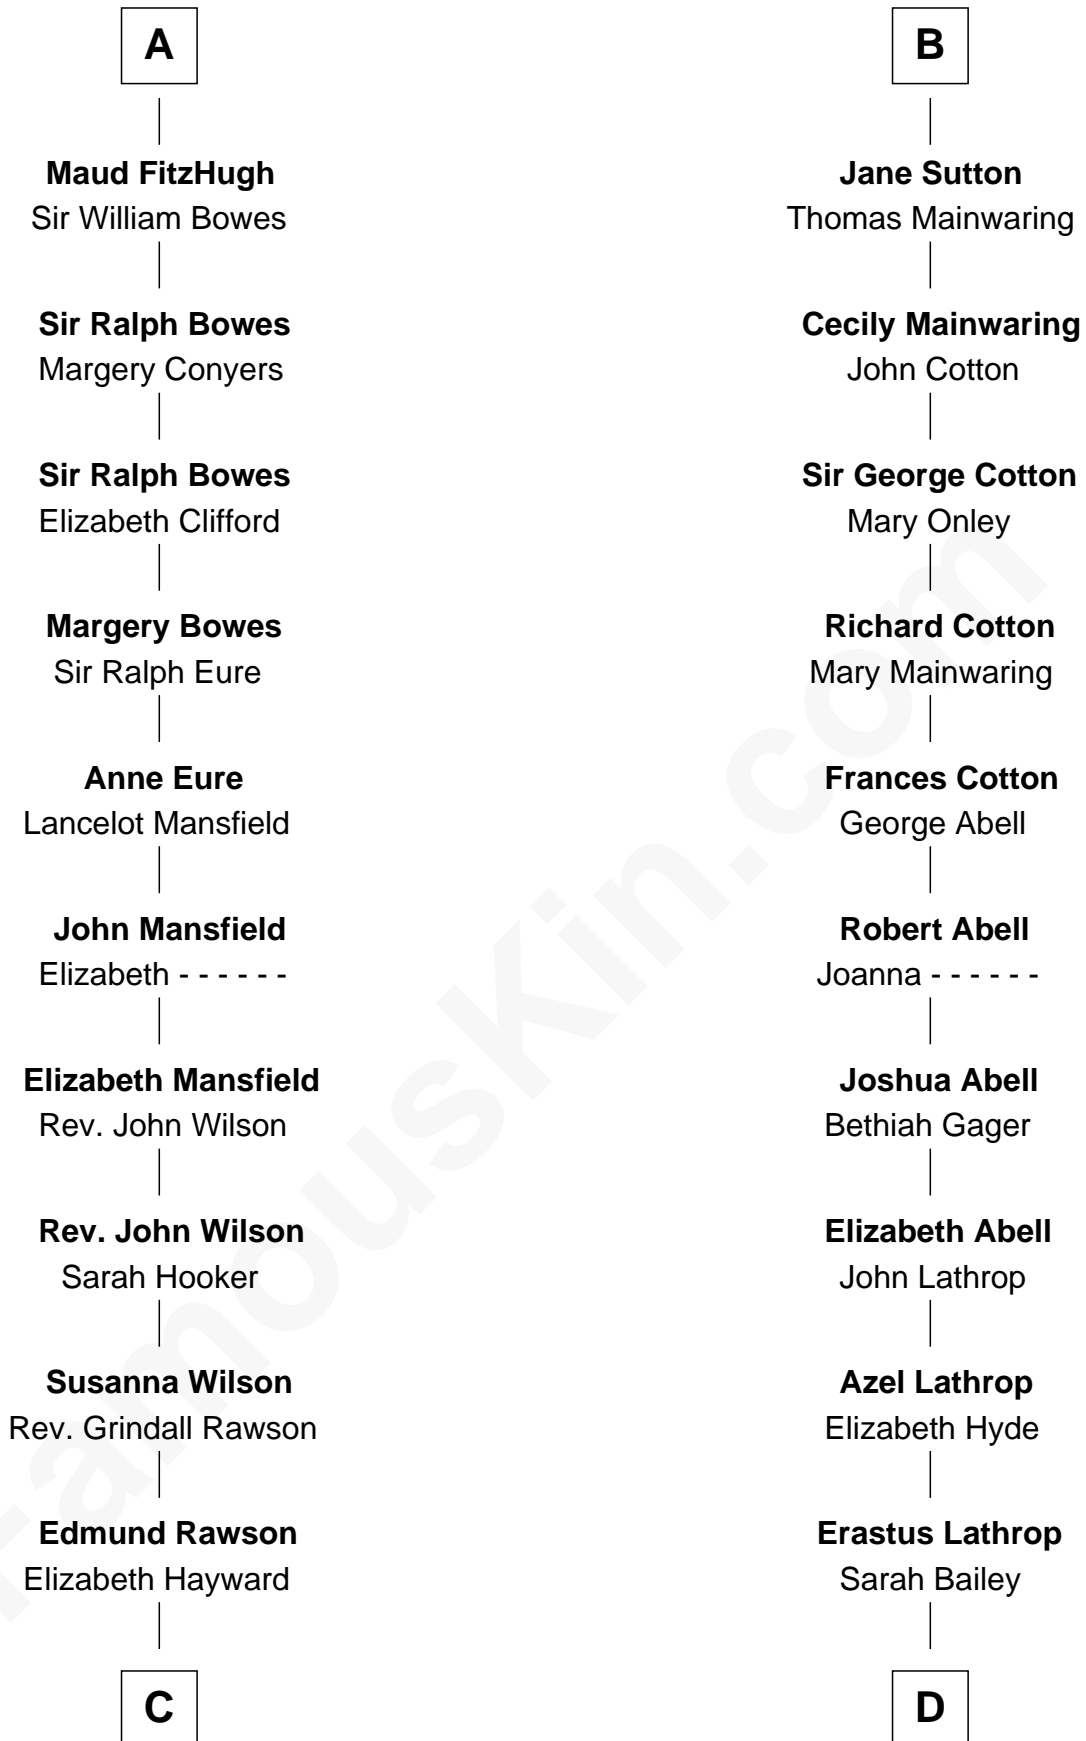 A
Maud FitzHugh
Sir William Bowes
Sir Ralph Bowes
Margery Conyers
Sir Ralph Bowes
Elizabeth Clifford
Margery Bowes
Sir Ralph Eure
Anne Eure
Lancelot Mansfield
John Mansfield
Elizabeth - - - - - -
Elizabeth Mansfield
Rev. John Wilson
Rev. John Wilson
Sarah Hooker
Susanna Wilson
Rev. Grindall Rawson
Edmund Rawson
Elizabeth Hayward
C
B
Jane Sutton
Thomas Mainwaring
Cecily Mainwaring
John Cotton
Sir George Cotton
Mary Onley
Richard Cotton
Mary Mainwaring
Frances Cotton
George Abell
Robert Abell
Joanna - - - - - -
Joshua Abell
Bethiah Gager
Elizabeth Abell
John Lathrop
Azel Lathrop
Elizabeth Hyde
Erastus Lathrop
Sarah Bailey
D
FamousKin.com